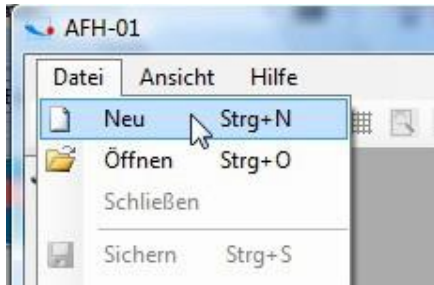 AFH-01
Datei Ansicht Hilfe
Neu Strg+N
Öffnen Strg+O
Schließen
Sichern Strg+S